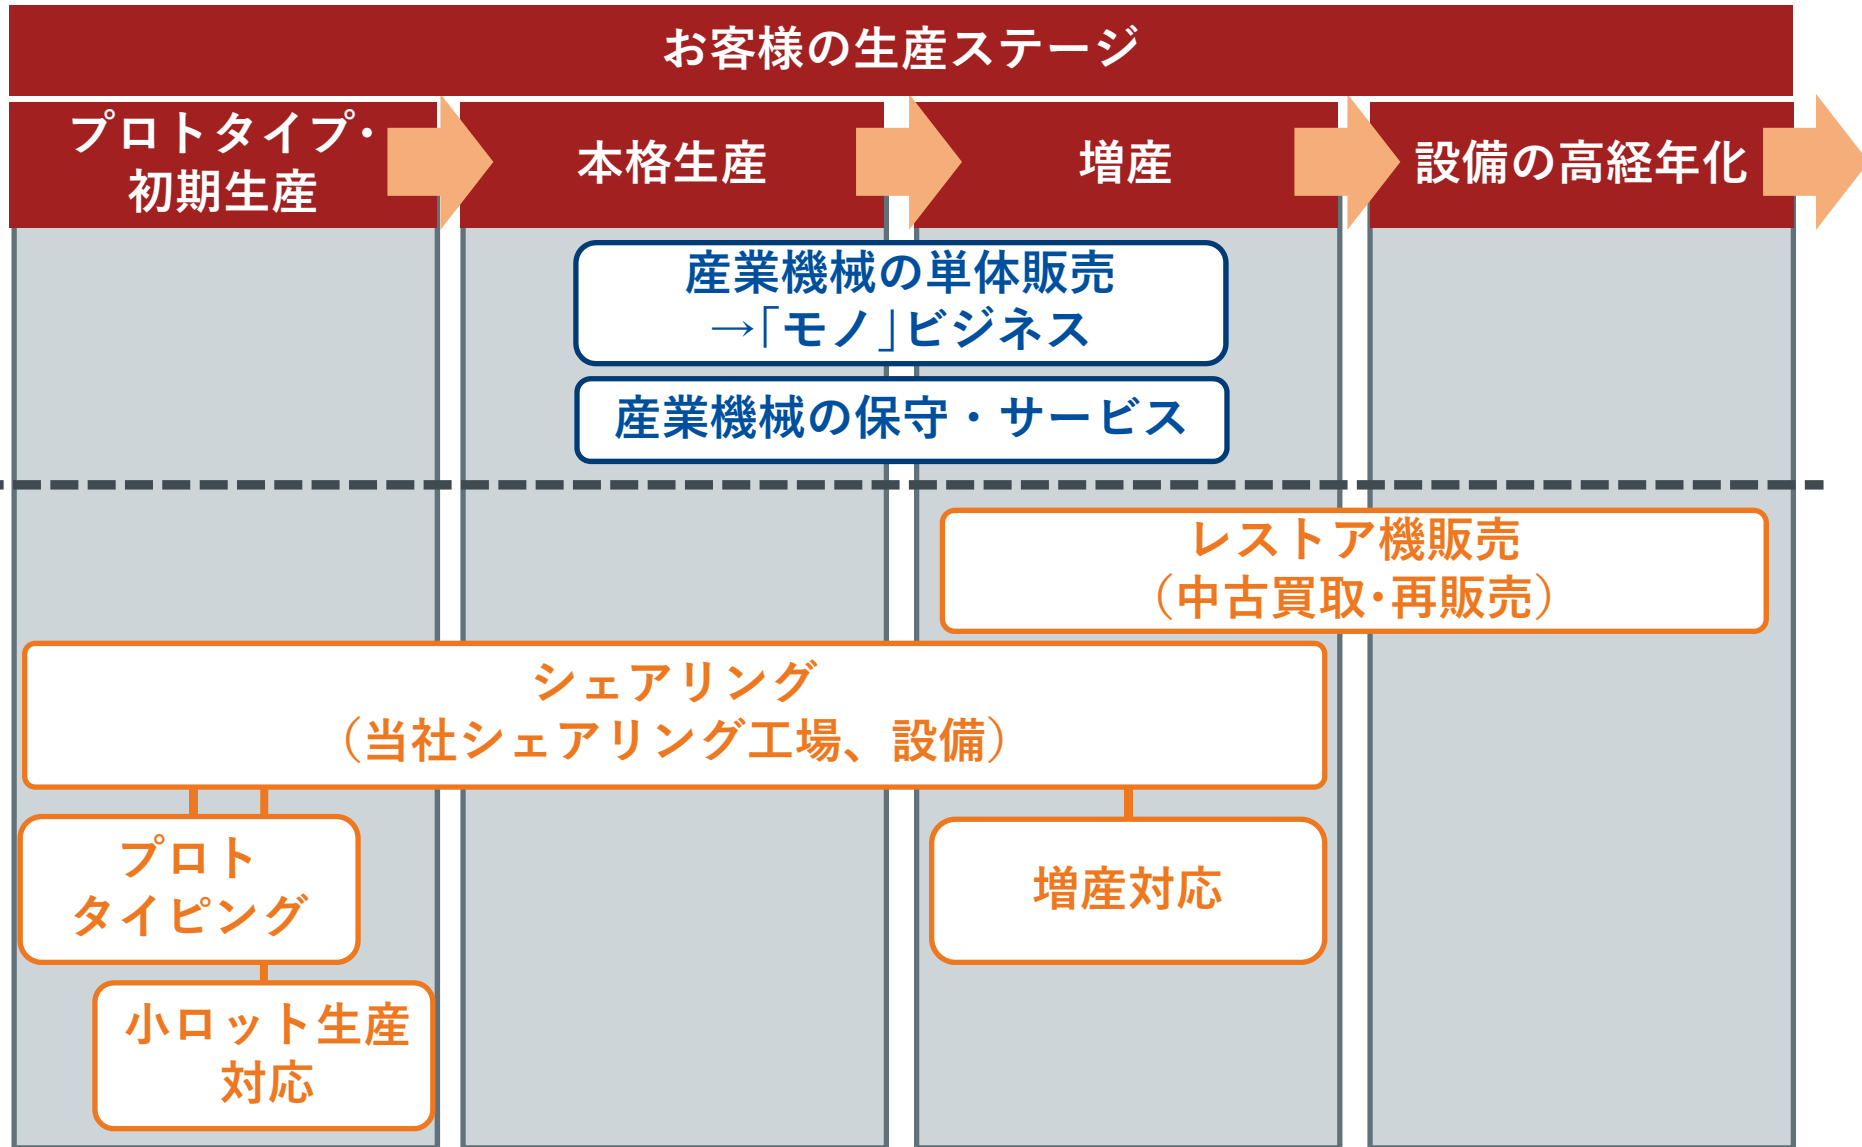 お客様の生産ステージ
プロトタイプ・
初期生産
本格生産
増産
設備の高経年化
産業機械の単体販売
→「モノ」ビジネス
産業機械の保守・サービス
レストア機販売
（中古買取・再販売）
シェアリング
（当社シェアリング工場、設備）
プロト
タイピング
増産対応
小ロット生産
対応